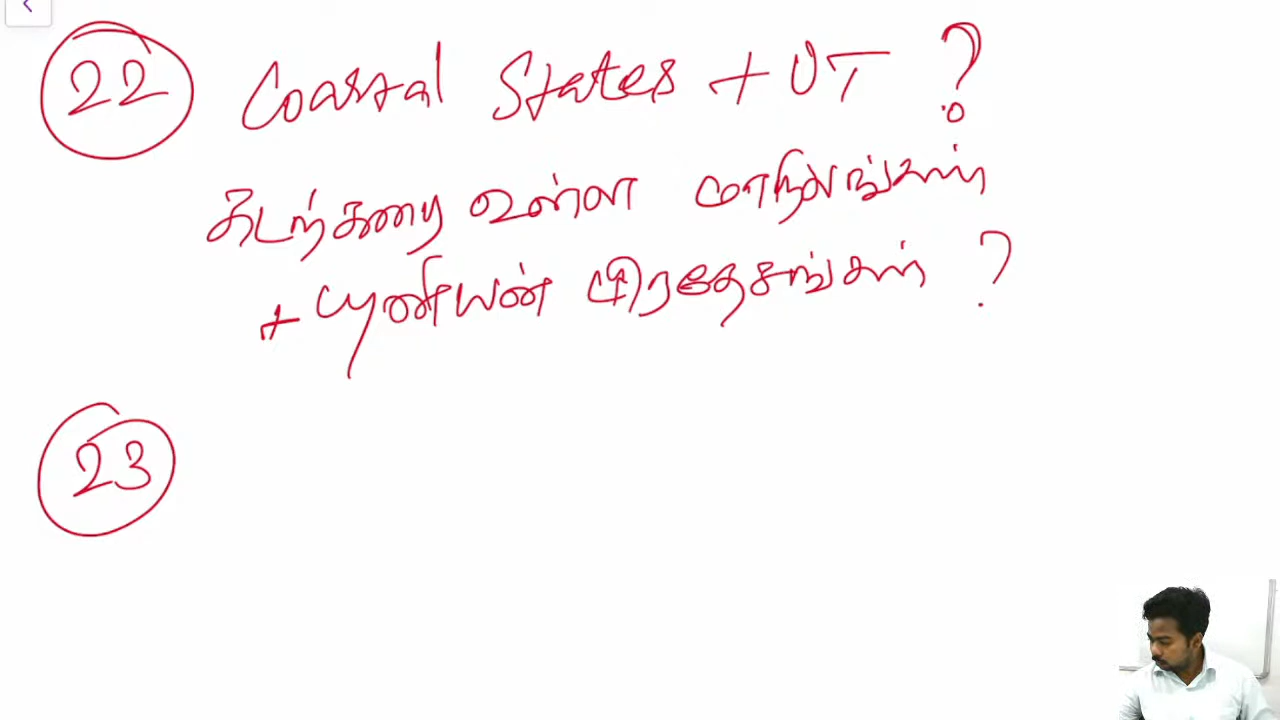 22 Coastal States + UT ?
கடற்கரை உள்ள மாநிலங்கள்
+ யூனியன் பிரதேசங்கள் ?
23